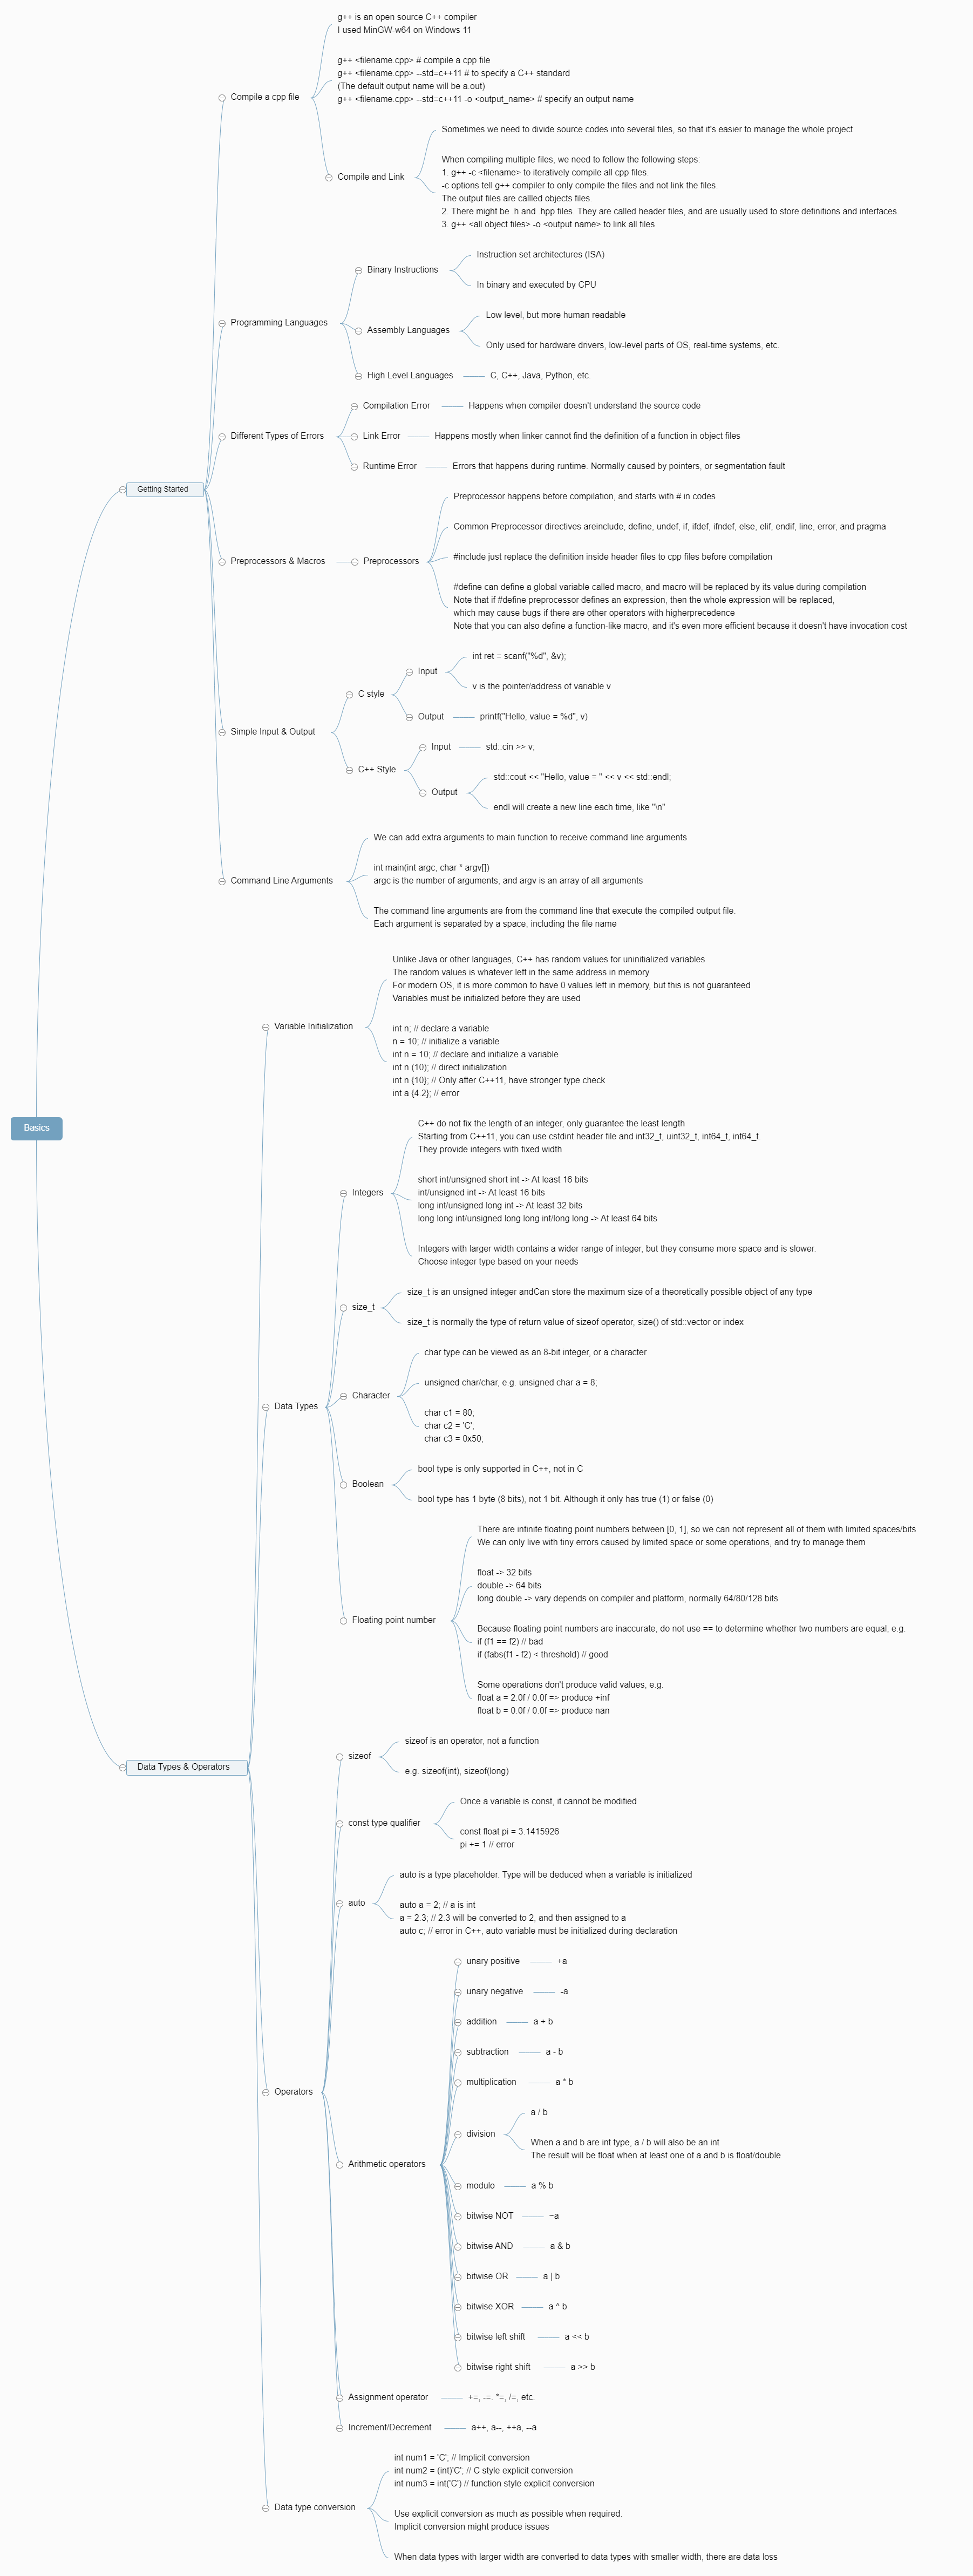 Basics
Getting Started
Compile a cpp file
g++ is an open source C++ compiler
I used MinGW-w64 on Windows 11
g++ <filename.cpp> # compile a cpp file
g++ <filename.cpp> --std=c++11 # to specify a C++ standard
(The default output name will be a.out)
g++ <filename.cpp> --std=c++11 -o <output_name> # specify an output name
Compile and Link
Sometimes we need to divide source codes into several files, so that it's easier to manage the whole project
When compiling multiple files, we need to follow the following steps:
1. g++ -c <filename> to iteratively compile all cpp files.
-c options tell g++ compiler to only compile the files and not link the files.
The output files are callled objects files.
2. There might be .h and .hpp files. They are called header files, and are usually used to store definitions and interfaces.
3. g++ <all object files> -o <output name> to link all files
Programming Languages
Binary Instructions
Instruction set architectures (ISA)
In binary and executed by CPU
Assembly Languages
Low level, but more human readable
Only used for hardware drivers, low-level parts of OS, real-time systems, etc.
High Level Languages
C, C++, Java, Python, etc.
Different Types of Errors
Compilation Error
Happens when compiler doesn't understand the source code
Link Error
Happens mostly when linker cannot find the definition of a function in object files
Runtime Error
Errors that happens during runtime. Normally caused by pointers, or segmentation fault
Preprocessors & Macros
Preprocessors
Preprocessor happens before compilation, and starts with # in codes
Common Preprocessor directives areinclude, define, undef, if, ifdef, ifndef, else, elif, endif, line, error, and pragma
#include just replace the definition inside header files to cpp files before compilation
#define can define a global variable called macro, and macro will be replaced by its value during compilation
Note that if #define preprocessor defines an expression, then the whole expression will be replaced,
which may cause bugs if there are other operators with higherprecedence
Note that you can also define a function-like macro, and it's even more efficient because it doesn't have invocation cost
Simple Input & Output
C style
Input
int ret = scanf("%d", &v);
v is the pointer/address of variable v
Output
printf("Hello, value = %d", v)
C++ Style
Input
std::cin >> v;
Output
std::cout << "Hello, value = " << v << std::endl;
endl will create a new line each time, like "\n"
Command Line Arguments
We can add extra arguments to main function to receive command line arguments
int main(int argc, char * argv[])
argc is the number of arguments, and argv is an array of all arguments
The command line arguments are from the command line that execute the compiled output file.
Each argument is separated by a space, including the file name
Data Types & Operators
Variable Initialization
Unlike Java or other languages, C++ has random values for uninitialized variables
The random values is whatever left in the same address in memory
For modern OS, it is more common to have 0 values left in memory, but this is not guaranteed
Variables must be initialized before they are used
int n; // declare a variable
n = 10; // initialize a variable
int n = 10; // declare and initialize a variable
int n (10); // direct initialization
int n {10}; // Only after C++11, have stronger type check
int a {4.2}; // error
Data Types
Integers
C++ do not fix the length of an integer, only guarantee the least length
Starting from C++11, you can use cstdint header file and int32_t, uint32_t, int64_t, int64_t.
They provide integers with fixed width
short int/unsigned short int -> At least 16 bits
int/unsigned int -> At least 16 bits
long int/unsigned long int -> At least 32 bits
long long int/unsigned long long int/long long -> At least 64 bits
Integers with larger width contains a wider range of integer, but they consume more space and is slower.
Choose integer type based on your needs
size_t
size_t is an unsigned integer andCan store the maximum size of a theoretically possible object of any type
size_t is normally the type of return value of sizeof operator, size() of std::vector or index
Character
char type can be viewed as an 8-bit integer, or a character
unsigned char/char, e.g. unsigned char a = 8;
char c1 = 80;
char c2 = 'C';
char c3 = 0x50;
Boolean
bool type is only supported in C++, not in C
bool type has 1 byte (8 bits), not 1 bit. Although it only has true (1) or false (0)
Floating point number
There are infinite floating point numbers between [0, 1], so we can not represent all of them with limited spaces/bits
We can only live with tiny errors caused by limited space or some operations, and try to manage them
float -> 32 bits
double -> 64 bits
long double -> vary depends on compiler and platform, normally 64/80/128 bits
Because floating point numbers are inaccurate, do not use == to determine whether two numbers are equal, e.g.
if (f1 == f2) // bad
if (fabs(f1 - f2) < threshold) // good
Some operations don't produce valid values, e.g.
float a = 2.0f / 0.0f => produce +inf
float b = 0.0f / 0.0f => produce nan
Operators
sizeof
sizeof is an operator, not a function
e.g. sizeof(int), sizeof(long)
const type qualifier
Once a variable is const, it cannot be modified
const float pi = 3.1415926
pi += 1 // error
auto
auto is a type placeholder. Type will be deduced when a variable is initialized
auto a = 2; // a is int
a = 2.3; // 2.3 will be converted to 2, and then assigned to a
auto c; // error in C++, auto variable must be initialized during declaration
Arithmetic operators
unary positive
+a
unary negative
-a
addition
a + b
subtraction
a - b
multiplication
a * b
division
a / b
When a and b are int type, a / b will also be an int
The result will be float when at least one of a and b is float/double
modulo
a % b
bitwise NOT
~a
bitwise AND
a & b
bitwise OR
a | b
bitwise XOR
a ^ b
bitwise left shift
a << b
bitwise right shift
a >> b
Assignment operator
+=, -=. *=, /=, etc.
Increment/Decrement
a++, a--, ++a, --a
Data type conversion
int num1 = 'C'; // Implicit conversion
int num2 = (int)'C'; // C style explicit conversion
int num3 = int('C') // function style explicit conversion
Use explicit conversion as much as possible when required.
Implicit conversion might produce issues
When data types with larger width are converted to data types with smaller width, there are data loss